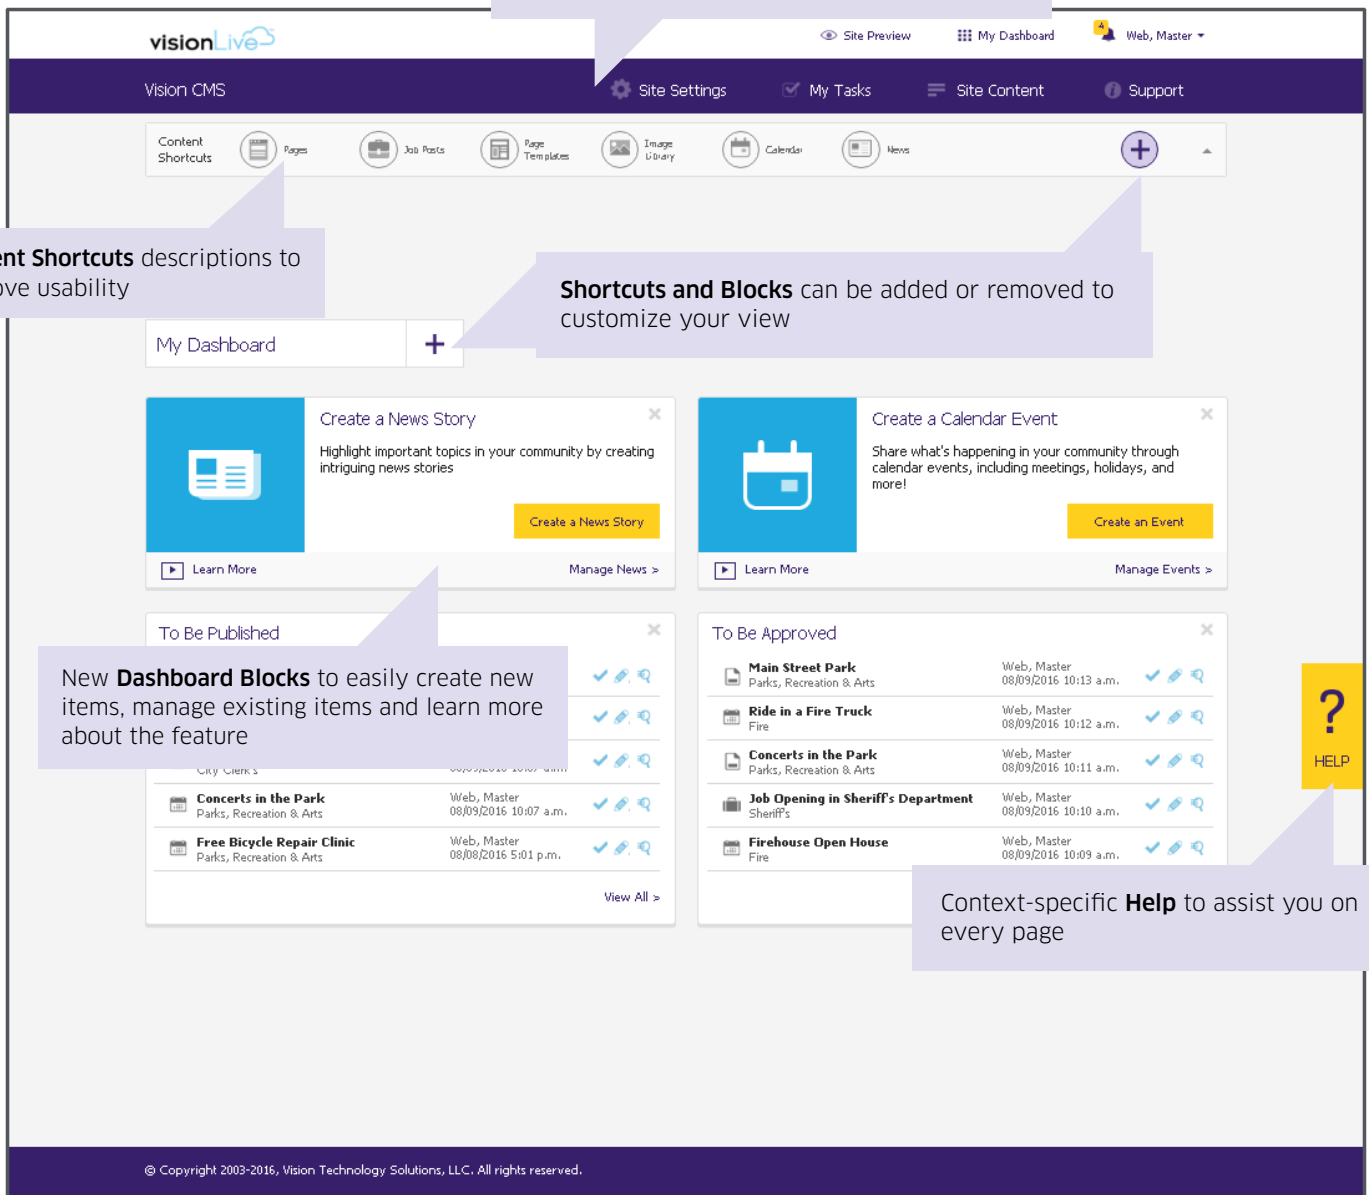 visionLive
Site Preview
My Dashboard
4
Web, Master
Vision CMS
Site Settings
My Tasks
Site Content
Support
Content
Shortcuts
Pages
Job Posts
Page
Templates
Image
Library
Calendar
News
ent Shortcuts descriptions to
ove usability
Shortcuts and Blocks can be added or removed to
customize your view
My Dashboard
Create a News Story
Highlight important topics in your community by creating
intriguing news stories
Create a News Story
Learn More
Manage News >
Create a Calendar Event
Share what's happening in your community through
calendar events, including meetings, holidays, and
more!
Create an Event
Learn More
Manage Events >
To Be Published
New Dashboard Blocks to easily create new
items, manage existing items and learn more
about the feature
City Clerk's
Concerts in the Park
Parks, Recreation & Arts
Web, Master
08/09/2016 10:07 a.m.
Free Bicycle Repair Clinic
Parks, Recreation & Arts
Web, Master
08/08/2016 5:01 p.m.
View All >
To Be Approved
Main Street Park
Parks, Recreation & Arts
Web, Master
08/09/2016 10:13 a.m.
Ride in a Fire Truck
Fire
Web, Master
08/09/2016 10:12 a.m.
Concerts in the Park
Parks, Recreation & Arts
Web, Master
08/09/2016 10:11 a.m.
Job Opening in Sheriff's Department
Sheriff's
Web, Master
08/09/2016 10:10 a.m.
Firehouse Open House
Fire
Web, Master
08/09/2016 10:09 a.m.
?
HELP
Context-specific Help to assist you on
every page
© Copyright 2003-2016, Vision Technology Solutions, LLC. All rights reserved.